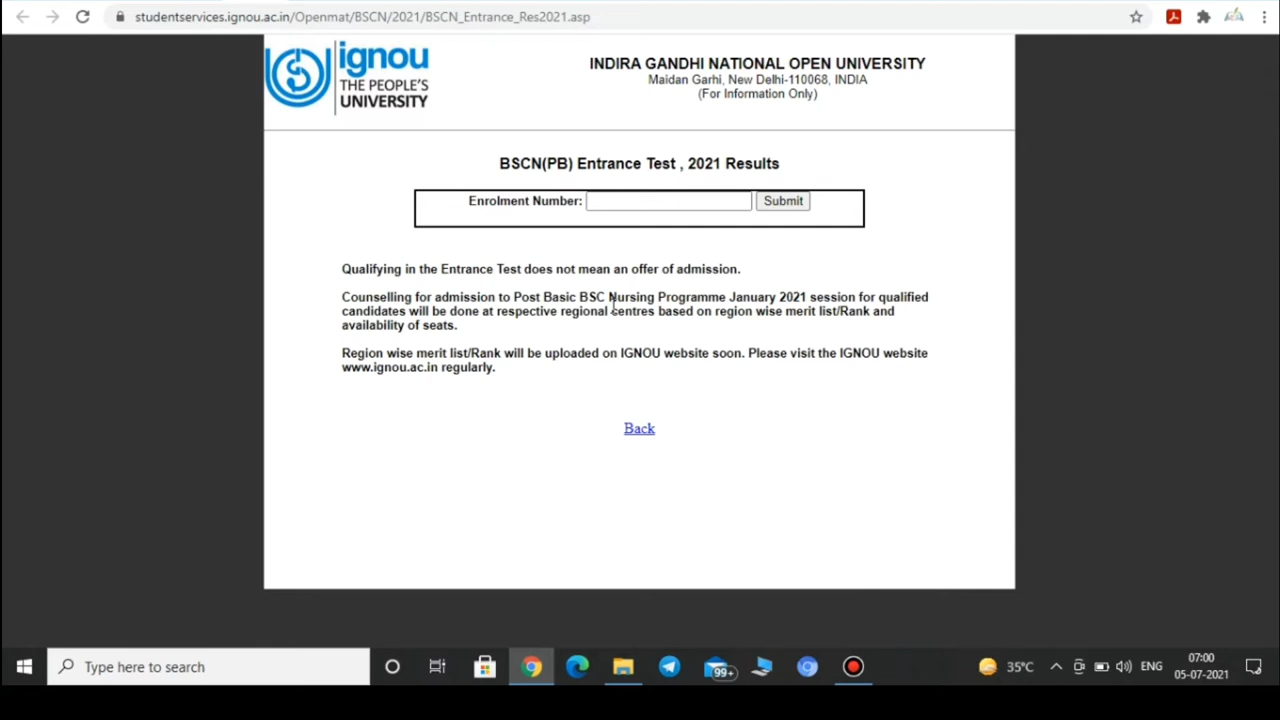 studentservices.ignou.ac.in/Openmat/BSCN/2021/BSCN_Entrance_Res2021.asp
ignou
THE PEOPLE'S
UNIVERSITY
INDIRA GANDHI NATIONAL OPEN UNIVERSITY
Maidan Garhi, New Delhi-110068, INDIA
(For Information Only)
BSCN(PB) Entrance Test , 2021 Results
Enrolment Number: Submit
Qualifying in the Entrance Test does not mean an offer of admission.
Counselling for admission to Post Basic BSC Nursing Programme January 2021 session for qualified
candidates will be done at respective regional centres based on region wise merit list/Rank and
availability of seats.
Region wise merit list/Rank will be uploaded on IGNOU website soon. Please visit the IGNOU website
www.ignou.ac.in regularly.
Back
Type here to search
99+
35°C
ENG
07:00
05-07-2021